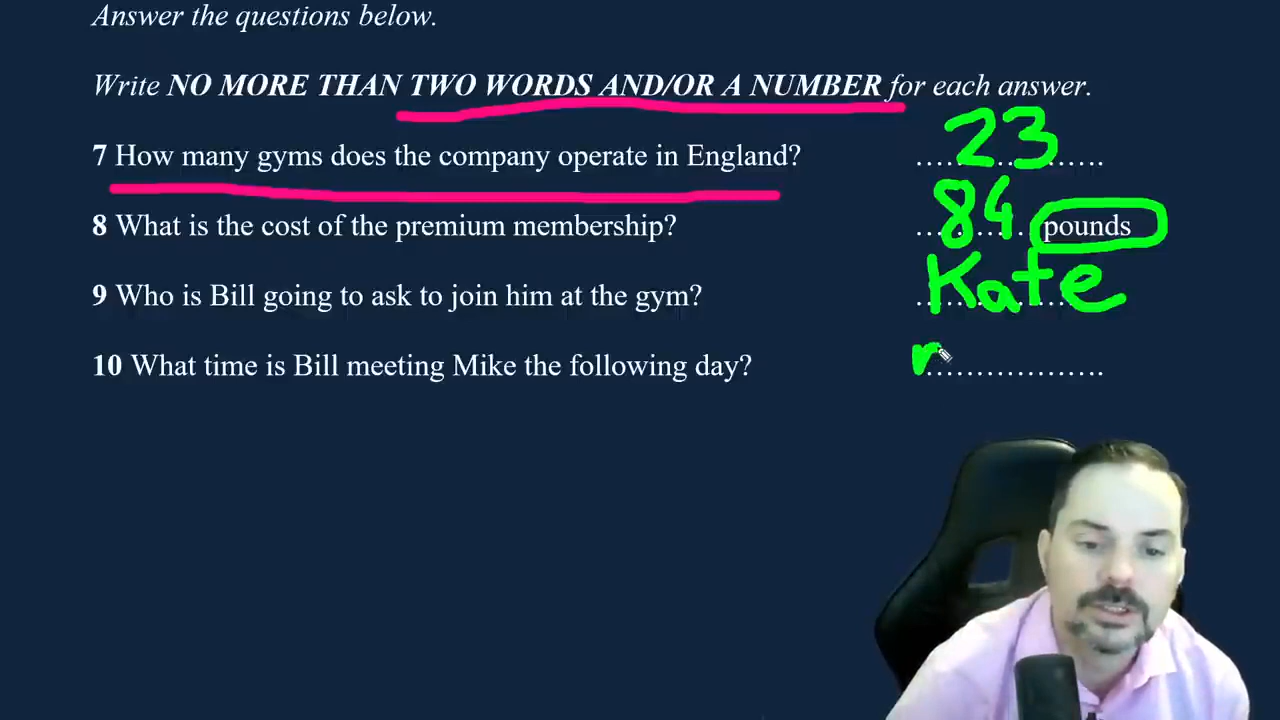 Answer the questions below.
Write NO MORE THAN TWO WORDS AND/OR A NUMBER for each answer.
7 How many gyms does the company operate in England? .................. 23
8 What is the cost of the premium membership? .......... 84 pounds
9 Who is Bill going to ask to join him at the gym? .................. Kate
10 What time is Bill meeting Mike the following day? ..................